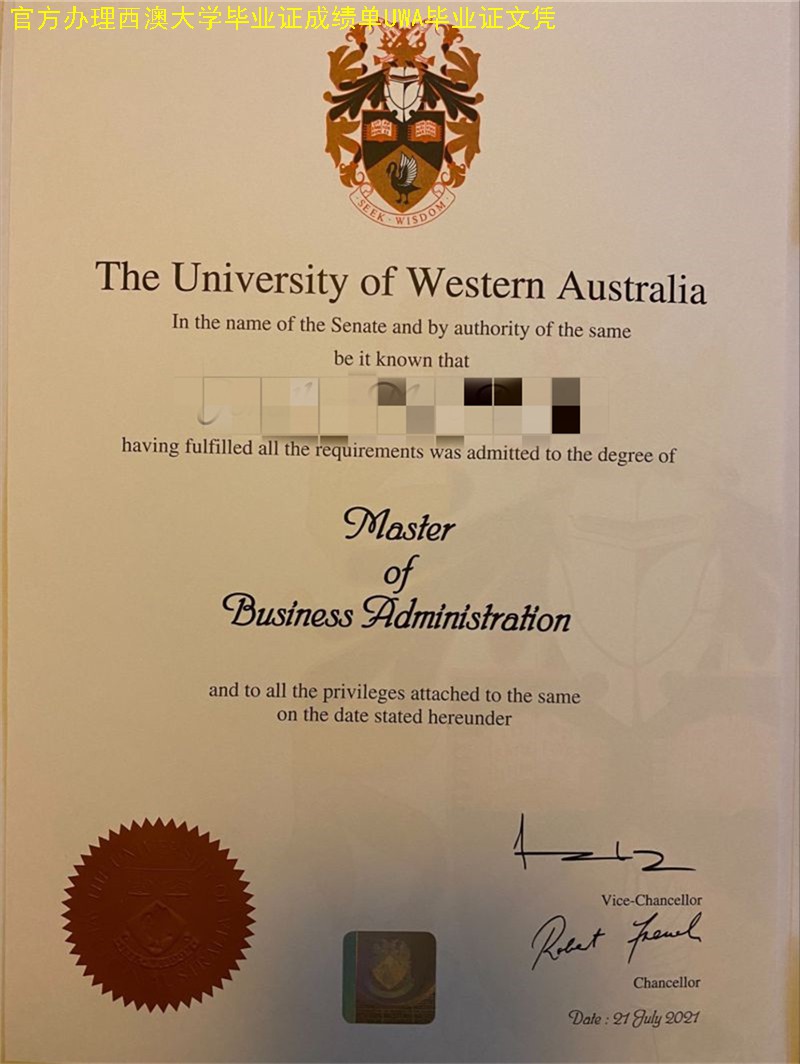 官方办理西澳大学毕业证成绩单UWA毕业证文凭
SEEK · WISDOM
The University of Western Australia
In the name of the Senate and by authority of the same
be it known that
having fulfilled all the requirements was admitted to the degree of
Master
of
Business Administration
and to all the privileges attached to the same
on the date stated hereunder
Vice-Chancellor
Robert French
Chancellor
Date : 21 July 2021